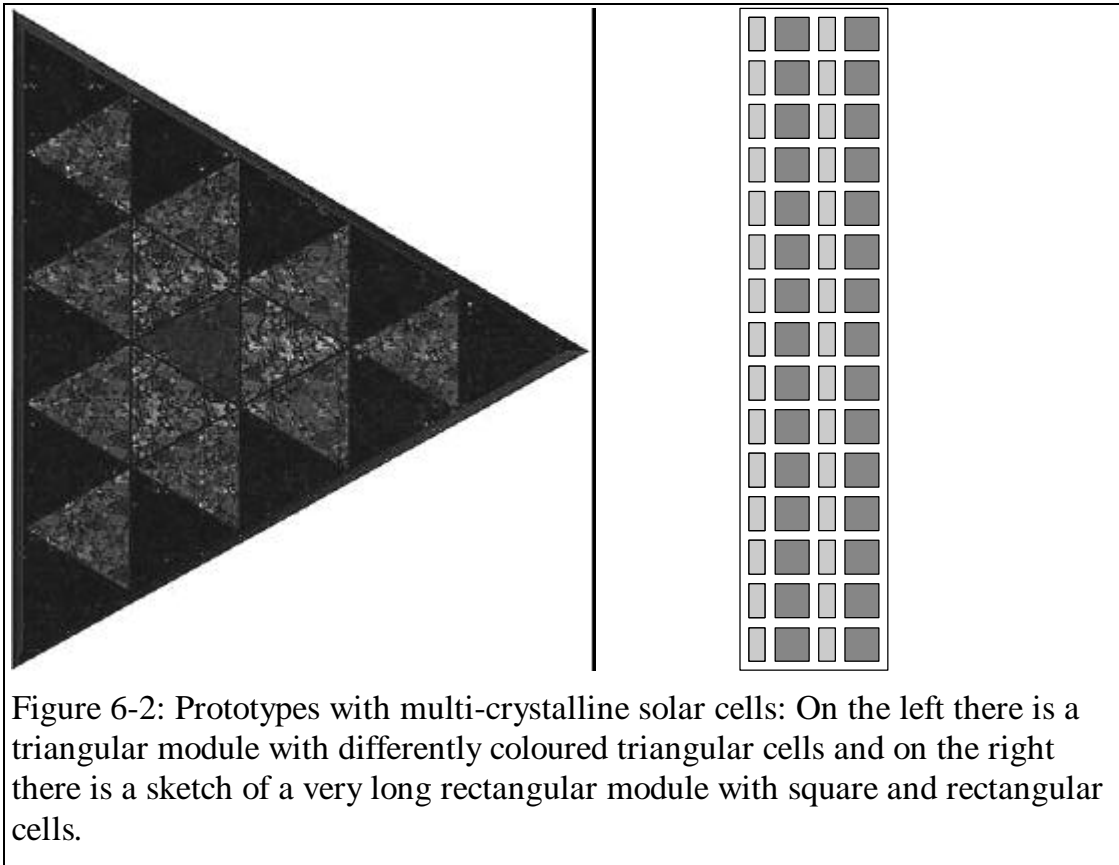 Figure 6-2: Prototypes with multi-crystalline solar cells: On the left there is a
triangular module with differently coloured triangular cells and on the right
there is a sketch of a very long rectangular module with square and rectangular
cells.